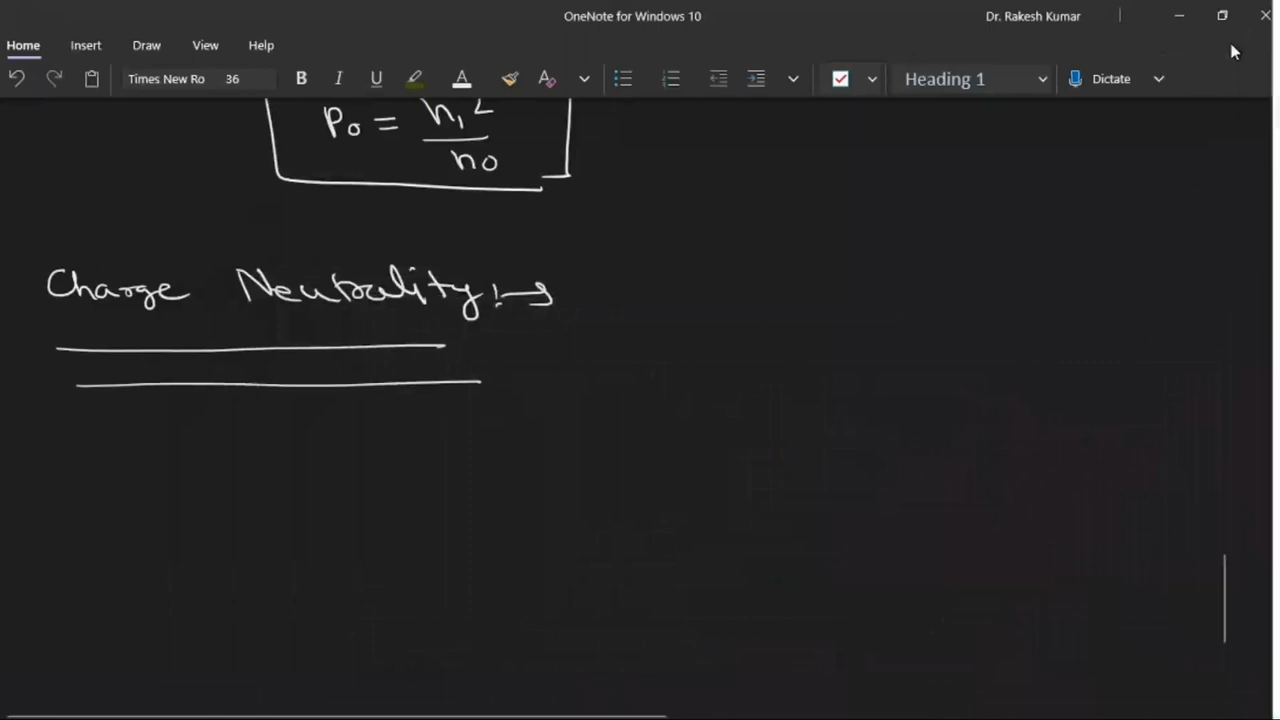 OneNote for Windows 10 Dr. Rakesh Kumar
Home Insert Draw View Help
Times New Ro 36 B I U A A Heading 1 Dictate
P₀ = nᵢ²
n₀
Charge Neutrality :→